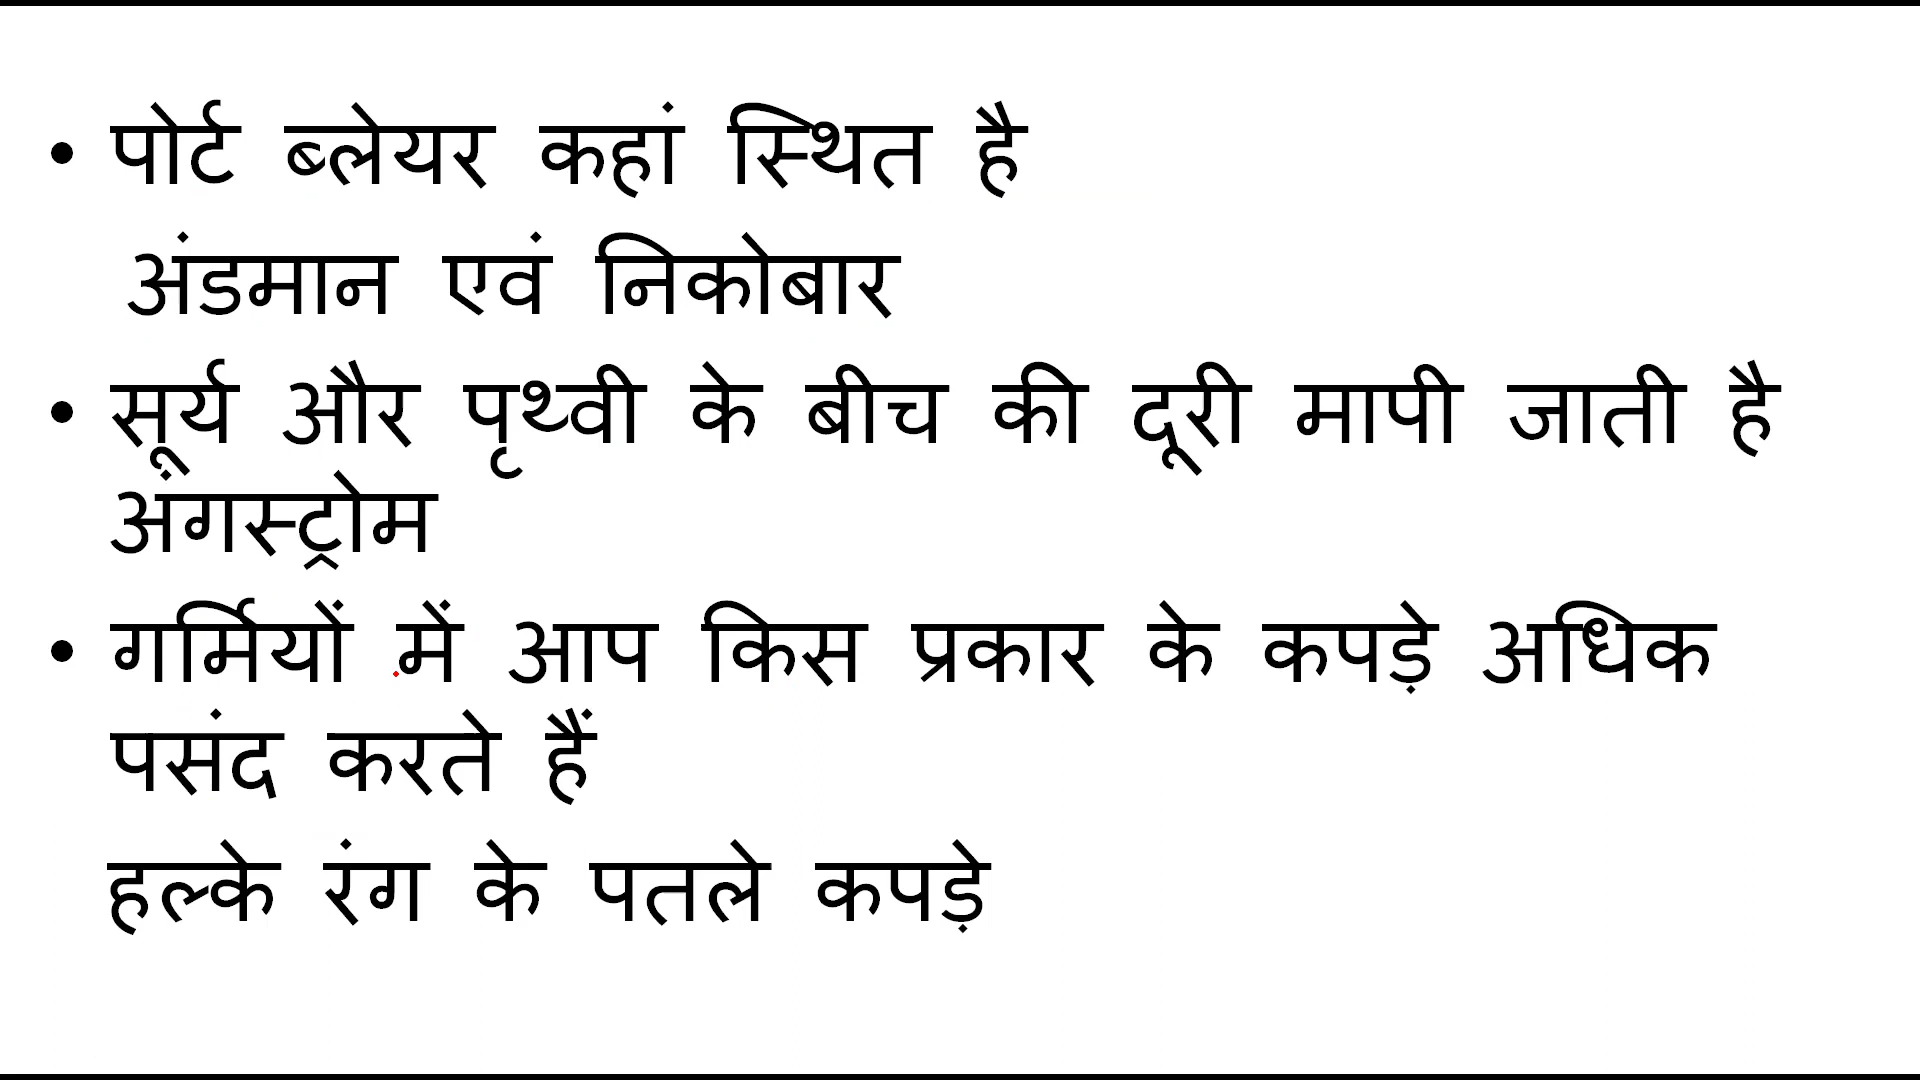 • पोर्ट ब्लेयर कहां स्थित है
अंडमान एवं निकोबार
• सूर्य और पृथ्वी के बीच की दूरी मापी जाती है
अंगस्ट्रोम
• गर्मियों में आप किस प्रकार के कपड़े अधिक
पसंद करते हैं
हल्के रंग के पतले कपड़े